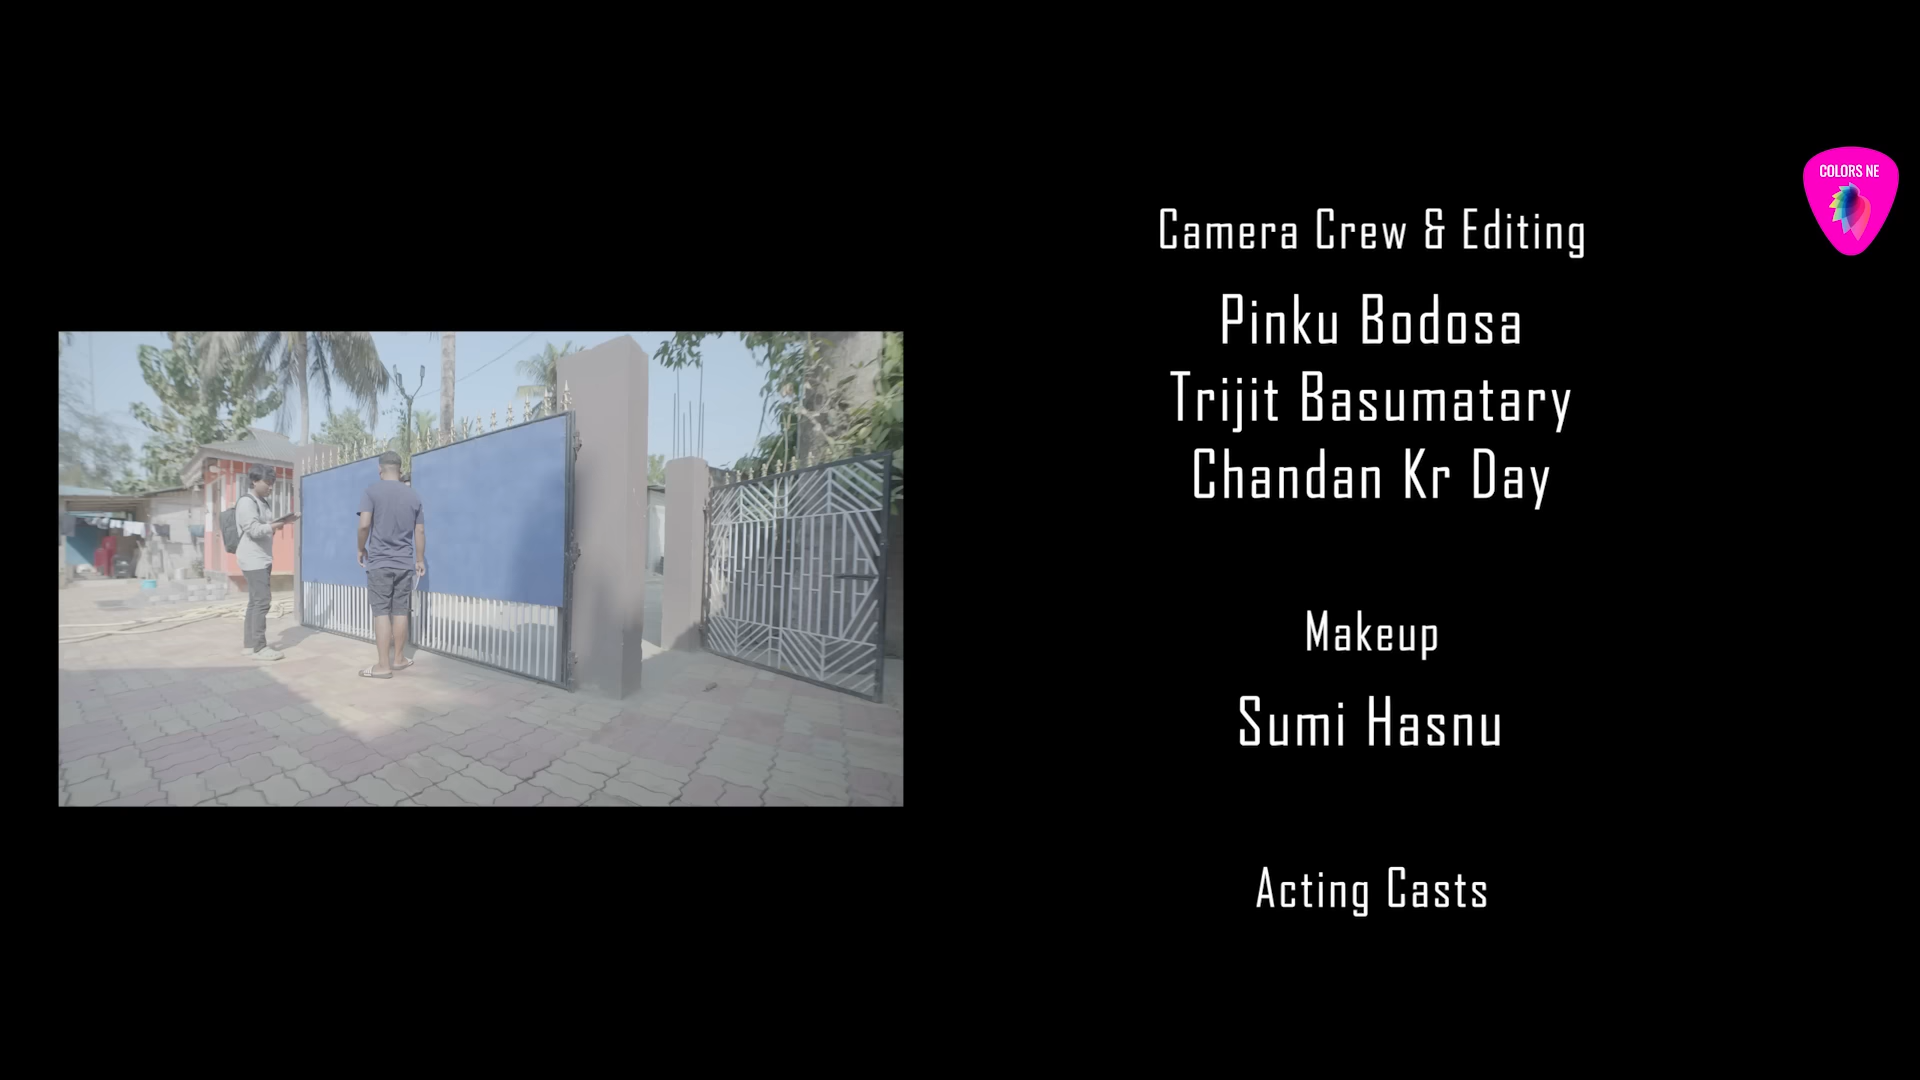 COLORS NE
Camera Crew & Editing
Pinku Bodosa
Trijit Basumatary
Chandan Kr Day
Makeup
Sumi Hasnu
Acting Casts